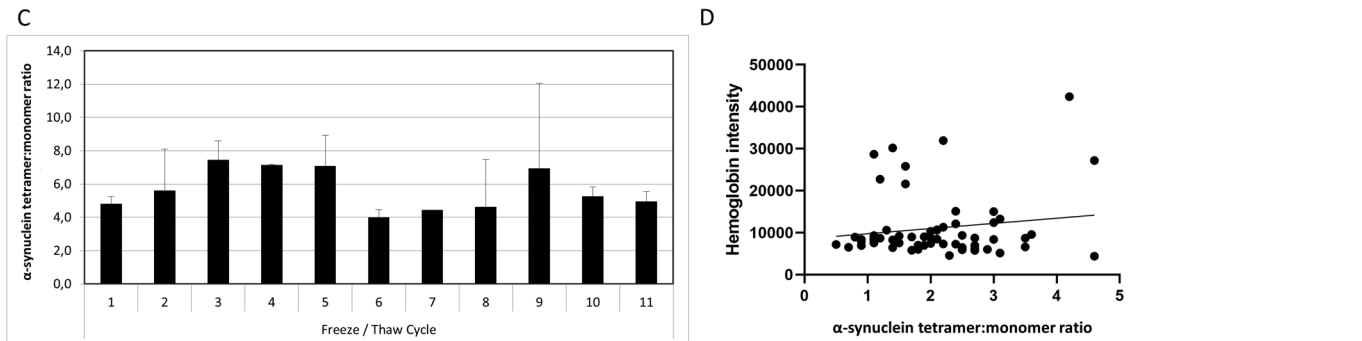 C
α-synuclein tetramer:monomer ratio
14,0
12,0
10,0
8,0
6,0
4,0
2,0
0,0
1 2 3 4 5 6 7 8 9 10 11
Freeze / Thaw Cycle
D
Hemoglobin intensity
50000
40000
30000
20000
10000
0
0 1 2 3 4 5
α-synuclein tetramer:monomer ratio